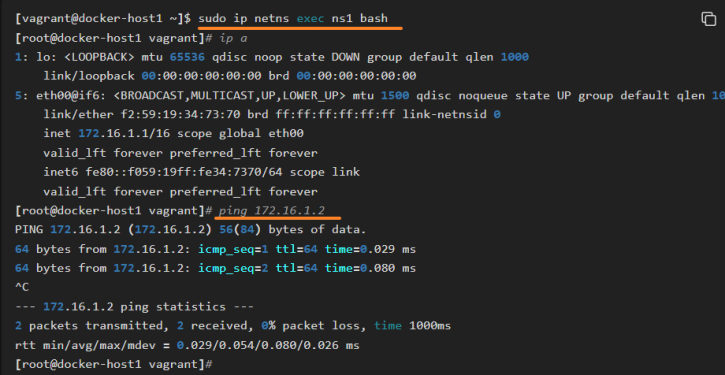 [vagrant@docker-host1 ~]$ sudo ip netns exec ns1 bash
[root@docker-host1 vagrant]# ip a
1: lo: <LOOPBACK> mtu 65536 qdisc noop state DOWN group default qlen 1000
    link/loopback 00:00:00:00:00:00 brd 00:00:00:00:00:00
5: eth00@if6: <BROADCAST,MULTICAST,UP,LOWER_UP> mtu 1500 qdisc noqueue state UP group default qlen 10
    link/ether f2:59:19:34:73:70 brd ff:ff:ff:ff:ff:ff link-netnsid 0
    inet 172.16.1.1/16 scope global eth00
    valid_lft forever preferred_lft forever
    inet6 fe80::f059:19ff:fe34:7370/64 scope link
    valid_lft forever preferred_lft forever
[root@docker-host1 vagrant]# ping 172.16.1.2
PING 172.16.1.2 (172.16.1.2) 56(84) bytes of data.
64 bytes from 172.16.1.2: icmp_seq=1 ttl=64 time=0.029 ms
64 bytes from 172.16.1.2: icmp_seq=2 ttl=64 time=0.080 ms
^C
--- 172.16.1.2 ping statistics ---
2 packets transmitted, 2 received, 0% packet loss, time 1000ms
rtt min/avg/max/mdev = 0.029/0.054/0.080/0.026 ms
[root@docker-host1 vagrant]#